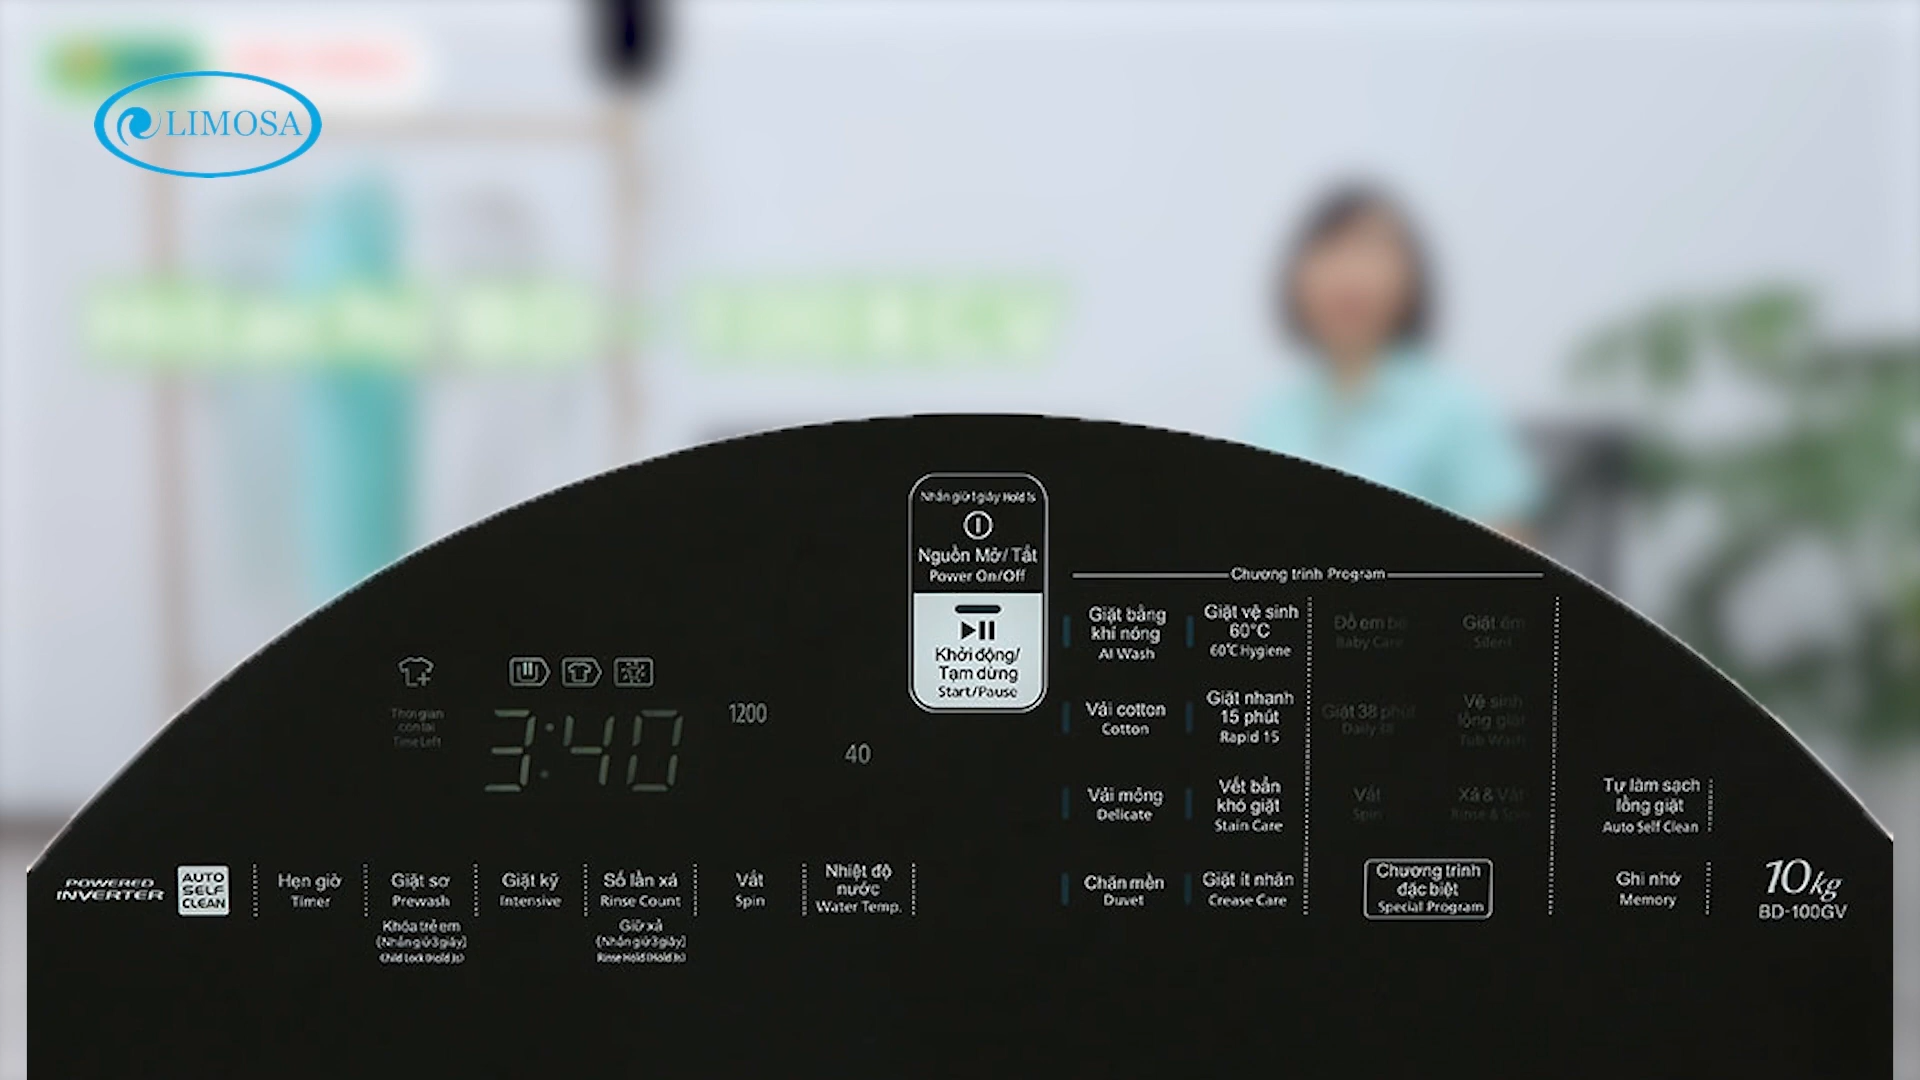 LIMOSA
Nhấn giữ 1 giây Hold 1s
Nguồn Mở/Tắt
Power On/Off
Khởi động/
Tạm dừng
Start/Pause
Chương trình Program
Giặt bằng
khí nóng
AI Wash
Giặt vệ sinh
60°C
60°C Hygiene
Đồ em bé
Baby Care
Giặt êm
Silent
Vải cotton
Cotton
Giặt nhanh
15 phút
Rapid 15
Giặt 38 phút
Daily 38
Vệ sinh
lồng giặt
Tub Wash
Vải mỏng
Delicate
Vết bẩn
khó giặt
Stain Care
Vắt
Spin
Xả & Vắt
Rinse & Spin
Chăn mền
Duvet
Giặt ít nhăn
Crease Care
Chương trình
đặc biệt
Special Program
Tự làm sạch
lồng giặt
Auto Self Clean
Ghi nhớ
Memory
10kg
BD-100GV
Thời gian
còn lại
Time Left
3:40
1200
40
POWERED
INVERTER
AUTO
SELF
CLEAN
Hẹn giờ
Timer
Giặt sơ
Prewash
Khóa trẻ em
(Nhấn giữ 3 giây)
Child Lock (Hold 3s)
Giặt kỹ
Intensive
Số lần xả
Rinse Count
Giữ xả
(Nhấn giữ 3 giây)
Rinse Hold (Hold 3s)
Vắt
Spin
Nhiệt độ
nước
Water Temp.